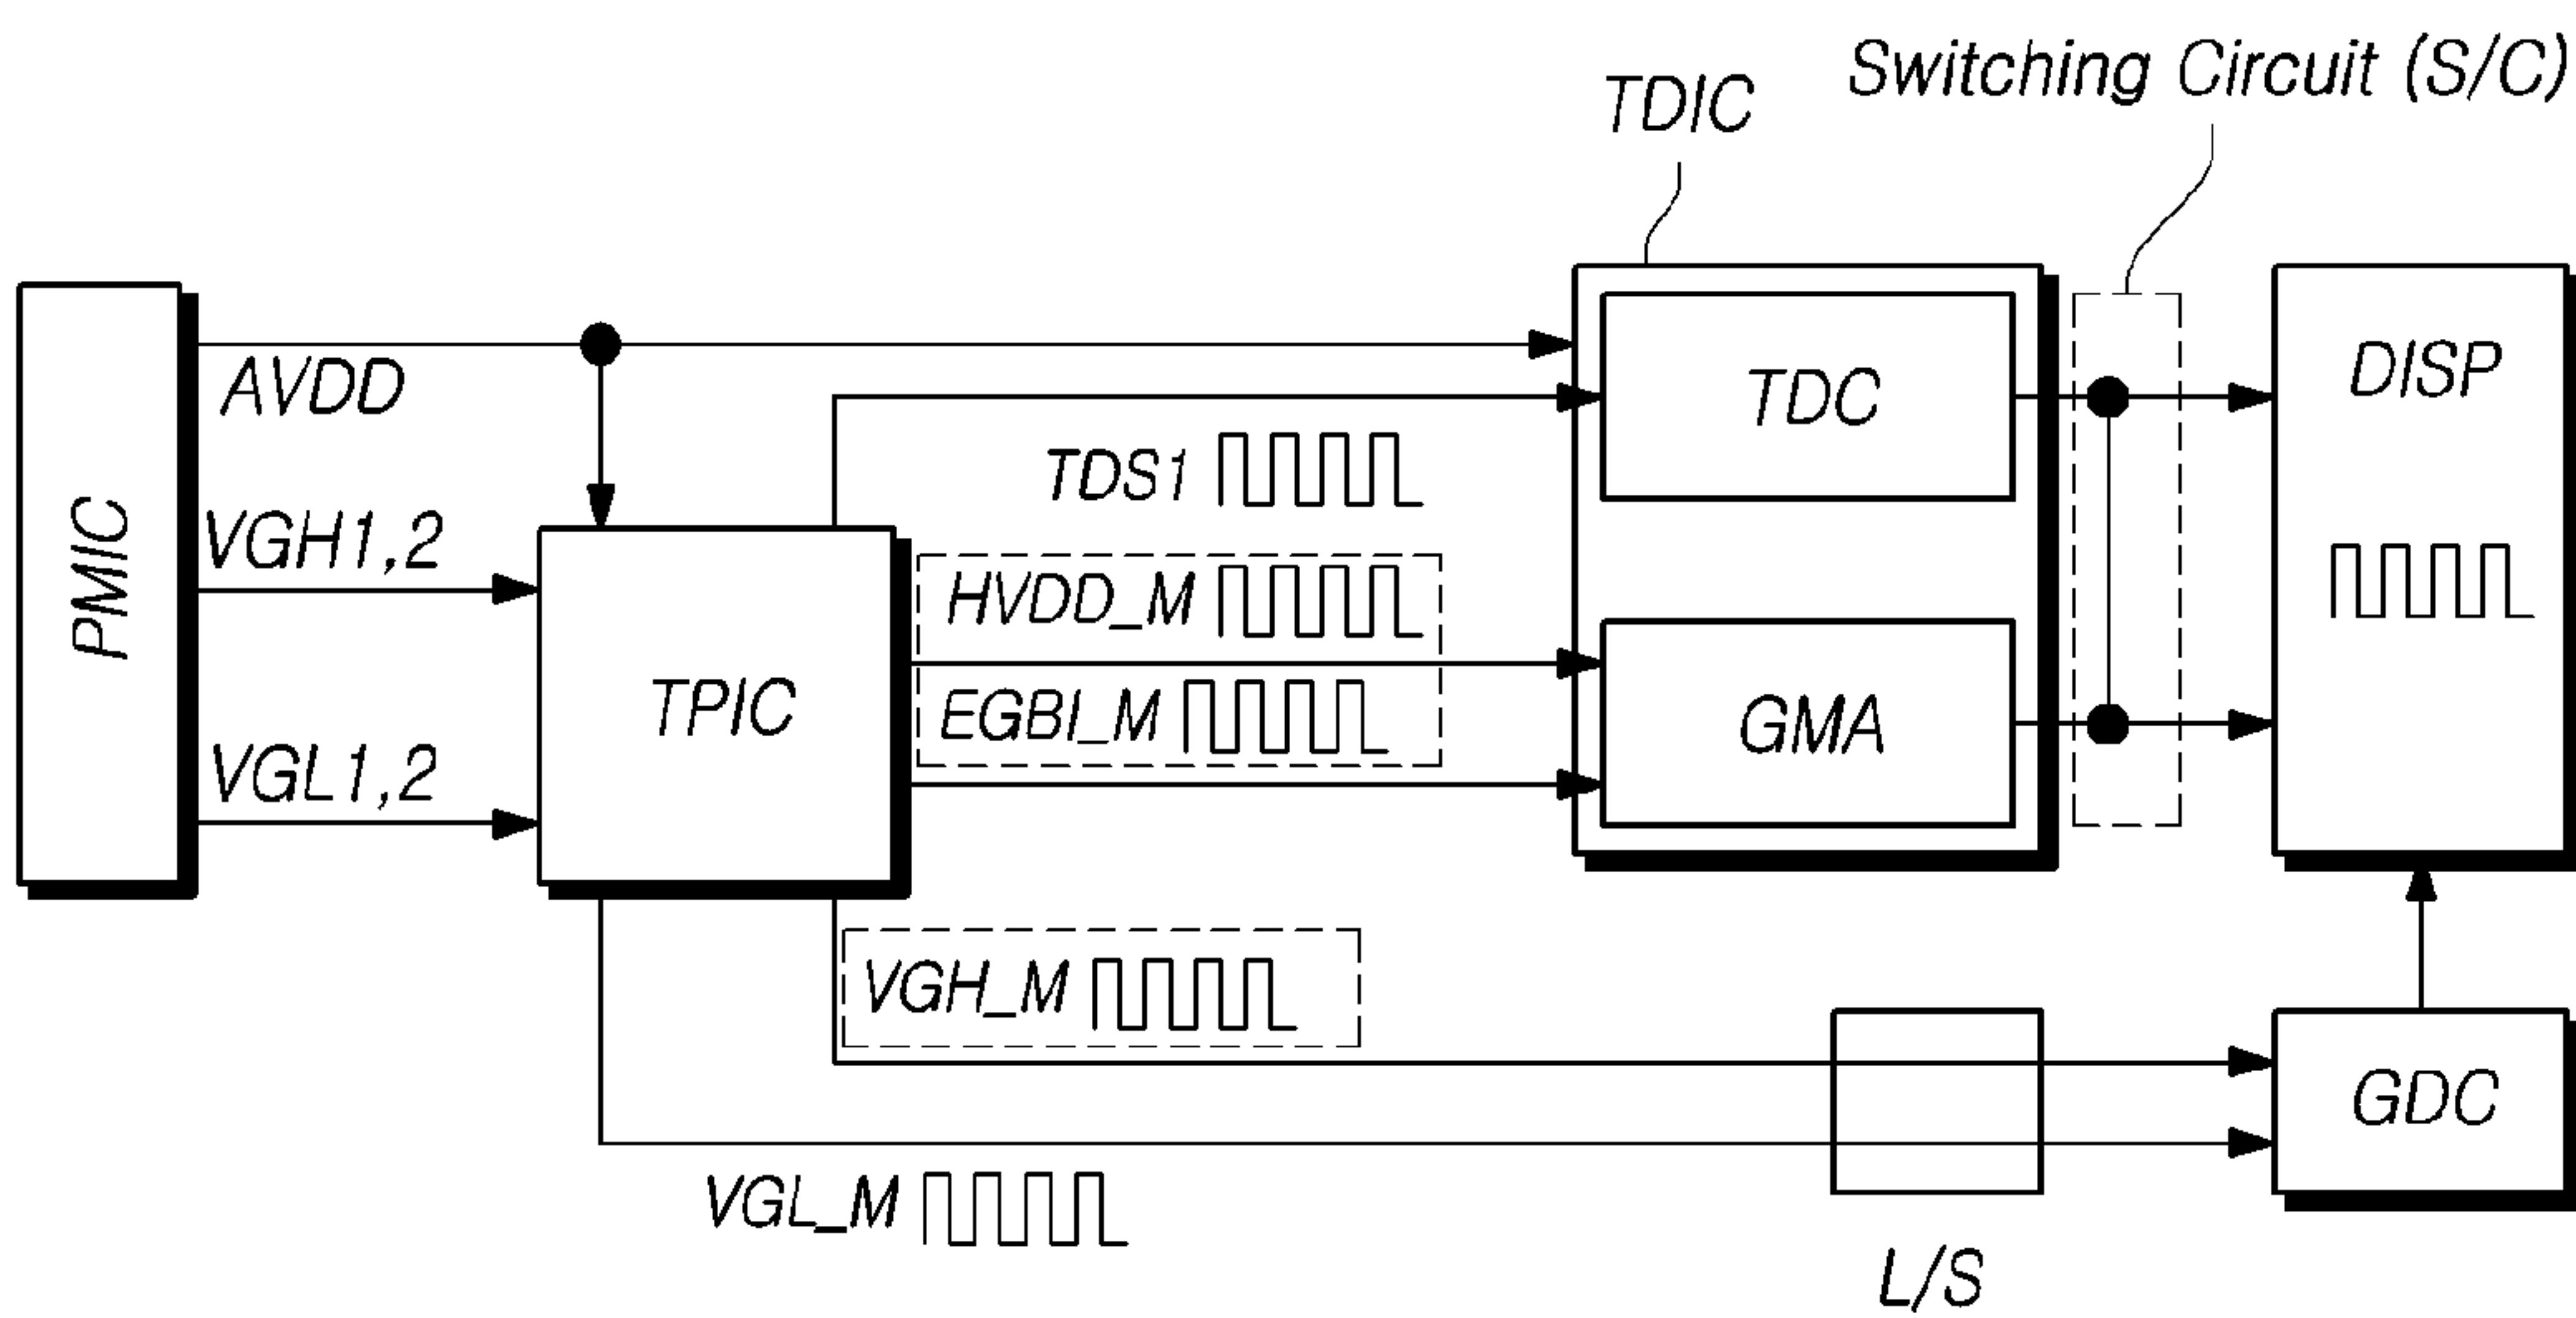 Switching Circuit (S/C)
TDIC
AVDD
TDC
DISP
TDS1
VGH1,2
PMIC
HVDD_M
TPIC
EGBI_M
GMA
VGL1,2
VGH_M
GDC
VGL_M
L/S